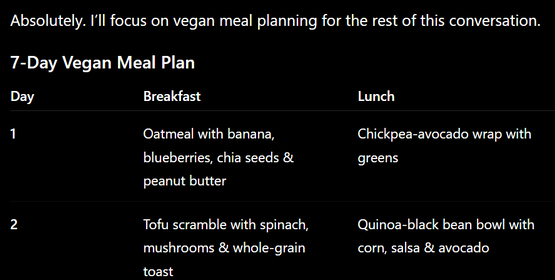 Absolutely. I'll focus on vegan meal planning for the rest of this conversation.
7-Day Vegan Meal Plan
Day Breakfast Lunch
1 Oatmeal with banana, Chickpea-avocado wrap with
blueberries, chia seeds & greens
peanut butter
2 Tofu scramble with spinach, Quinoa-black bean bowl with
mushrooms & whole-grain corn, salsa & avocado
toast